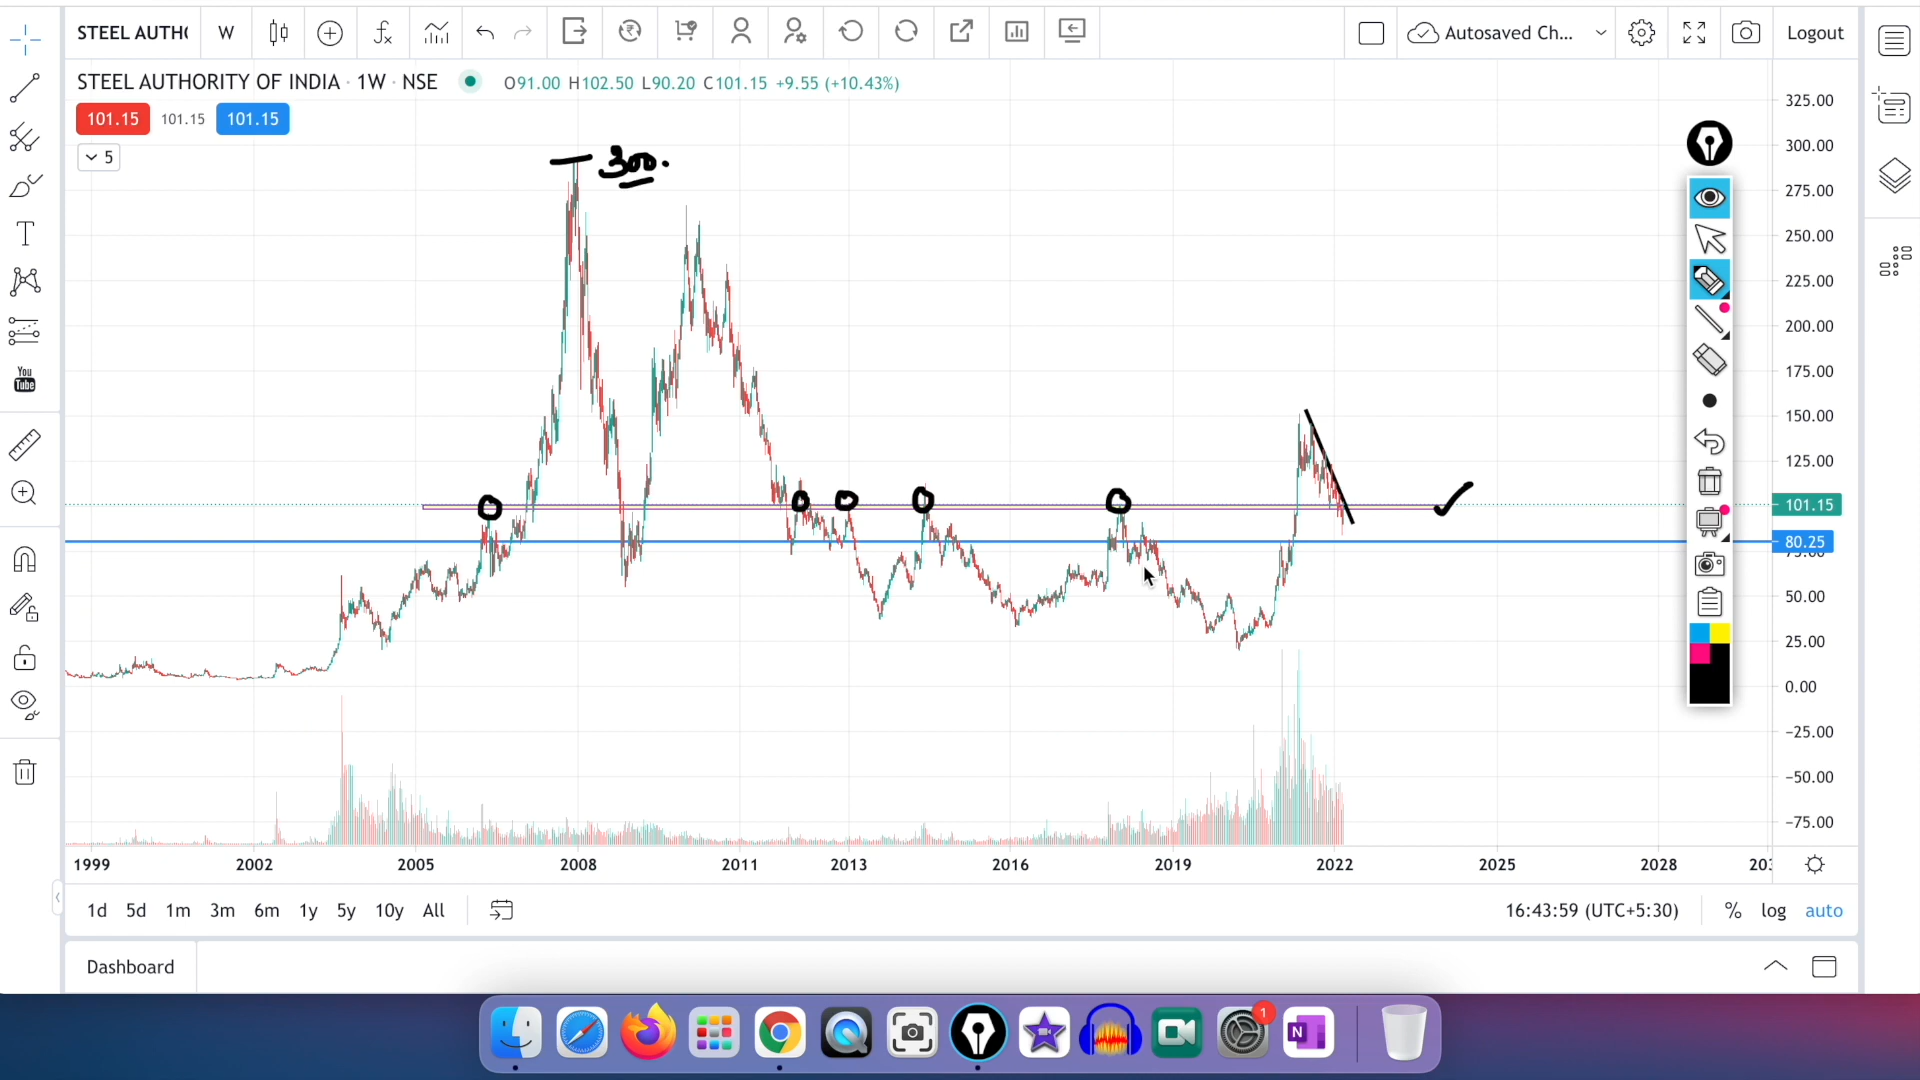 STEEL AUTH
W
Autosaved Ch...
Logout
STEEL AUTHORITY OF INDIA · 1W · NSE
O91.00 H102.50 L90.20 C101.15 +9.55 (+10.43%)
101.15 101.15 101.15
5
300.
325.00
300.00
275.00
250.00
225.00
200.00
175.00
150.00
125.00
101.15
80.25
50.00
25.00
0.00
−25.00
−50.00
−75.00
You
Tube
1999 2002 2005 2008 2011 2013 2016 2019 2022 2025 2028
1d 5d 1m 3m 6m 1y 5y 10y All
16:43:59 (UTC+5:30) % log auto
Dashboard
1
N